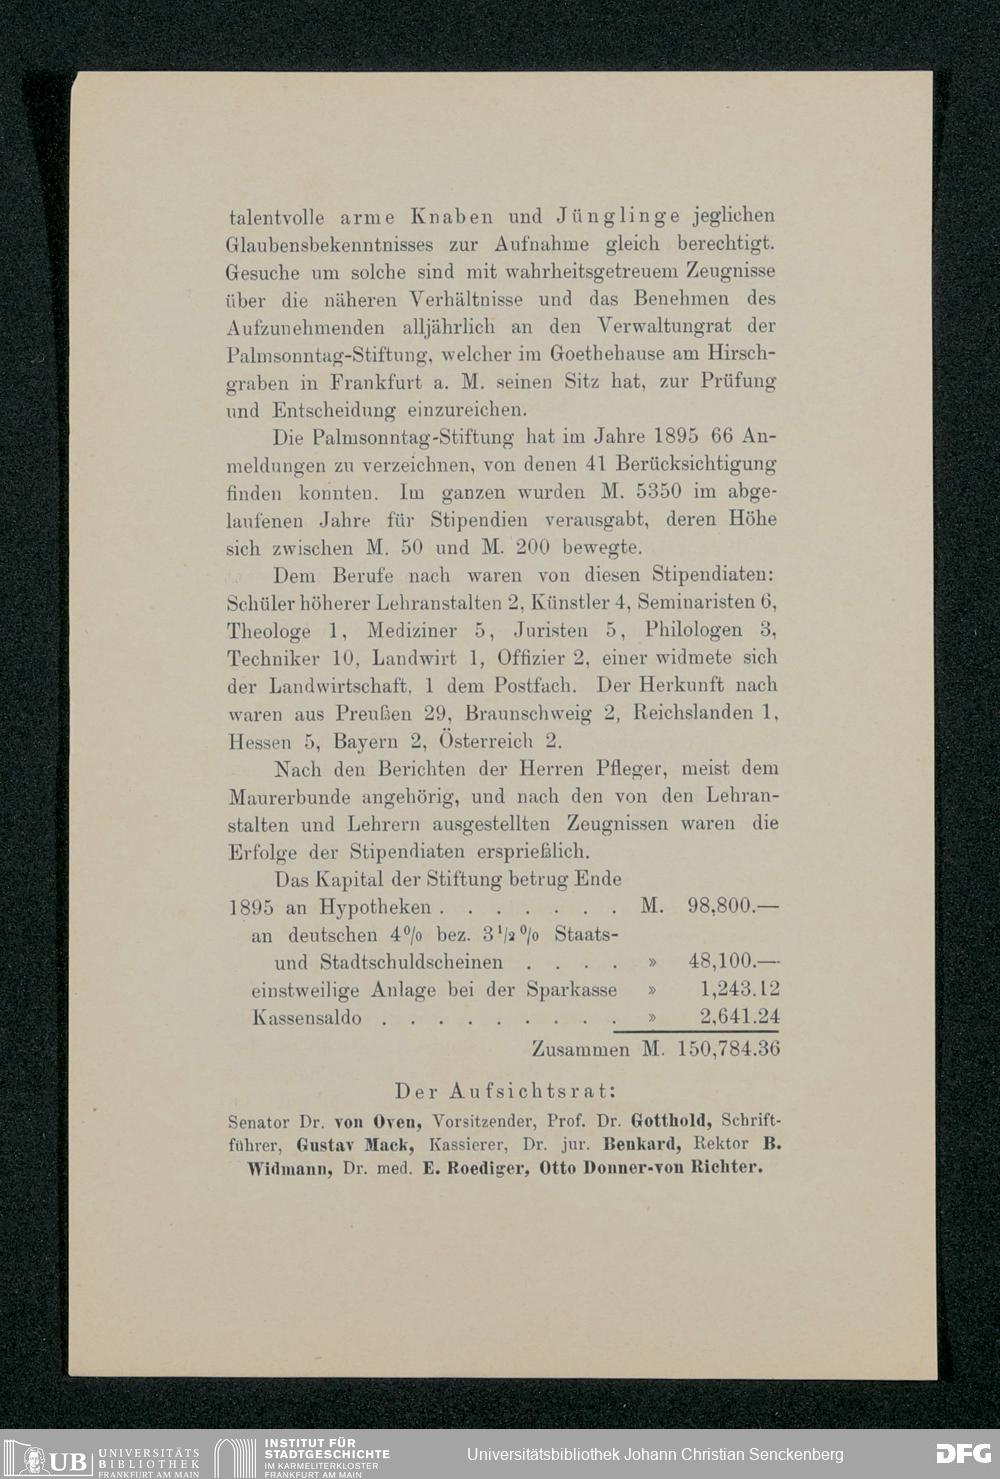 talentvolle arme Knaben und Jünglinge jeglichen
Glaubensbekenntnisses zur Aufnahme gleich berechtigt.
Gesuche um solche sind mit wahrheitsgetreuem Zeugnisse
über die näheren Verhältnisse und das Benehmen des
Aufzunehmenden alljährlich an den Verwaltungrat der
Palmsonntag-Stiftung, welcher im Goethehause am Hirsch-
graben in Frankfurt a. M. seinen Sitz hat, zur Prüfung
und Entscheidung einzureichen.
Die Palmsonntag-Stiftung hat im Jahre 1895 66 An-
meldungen zu verzeichnen, von denen 41 Berücksichtigung
finden konnten. Im ganzen wurden M. 5350 im abge-
laufenen Jahre für Stipendien verausgabt, deren Höhe
sich zwischen M. 50 und M. 200 bewegte.
Dem Berufe nach waren von diesen Stipendiaten:
Schüler höherer Lehranstalten 2, Künstler 4, Seminaristen 6,
Theologe 1, Mediziner 5, Juristen 5, Philologen 3,
Techniker 10, Landwirt 1, Offizier 2, einer widmete sich
der Landwirtschaft, 1 dem Postfach. Der Herkunft nach
waren aus Preußen 29, Braunschweig 2, Reichslanden 1,
Hessen 5, Bayern 2, Österreich 2.
Nach den Berichten der Herren Pfleger, meist dem
Maurerbunde angehörig, und nach den von den Lehran-
stalten und Lehrern ausgestellten Zeugnissen waren die
Erfolge der Stipendiaten ersprießlich.
Das Kapital der Stiftung betrug Ende
1895 an Hypotheken . . . . . . . M. 98,800.—
an deutschen 4% bez. 3½% Staats-
und Stadtschuldscheinen . . . . » 48,100.—
einstweilige Anlage bei der Sparkasse » 1,243.12
Kassensaldo . . . . . . . . . » 2,641.24
Zusammen M. 150,784.36
Der Aufsichtsrat:
Senator Dr. von Oven, Vorsitzender, Prof. Dr. Gotthold, Schrift-
führer, Gustav Mack, Kassierer, Dr. jur. Benkard, Rektor B.
Widmann, Dr. med. E. Roediger, Otto Donner-von Richter.
UB UNIVERSITÄTS
BIBLIOTHEK
FRANKFURT AM MAIN
INSTITUT FÜR
STADTGESCHICHTE
IM KARMELITERKLOSTER
FRANKFURT AM MAIN
Universitätsbibliothek Johann Christian Senckenberg
DFG